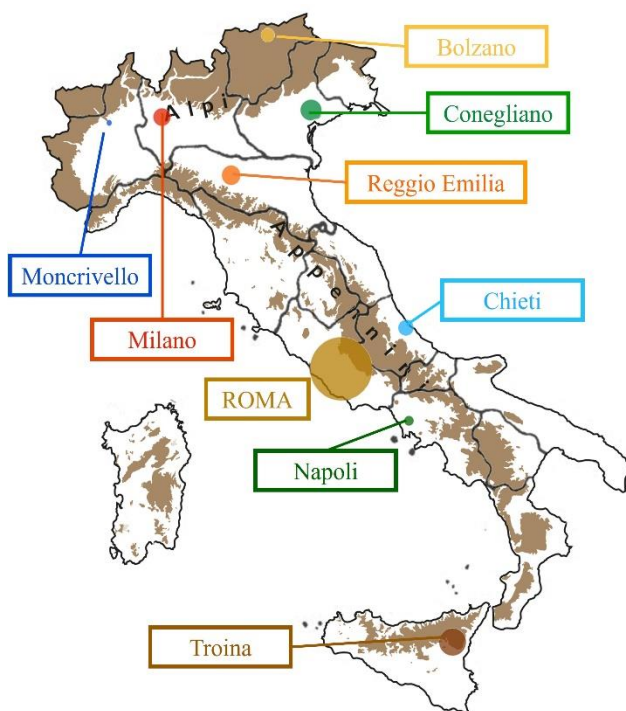 Bolzano
Alpi
Conegliano
Reggio Emilia
Moncrivello
Appennini
Chieti
Milano
ROMA
Napoli
Troina